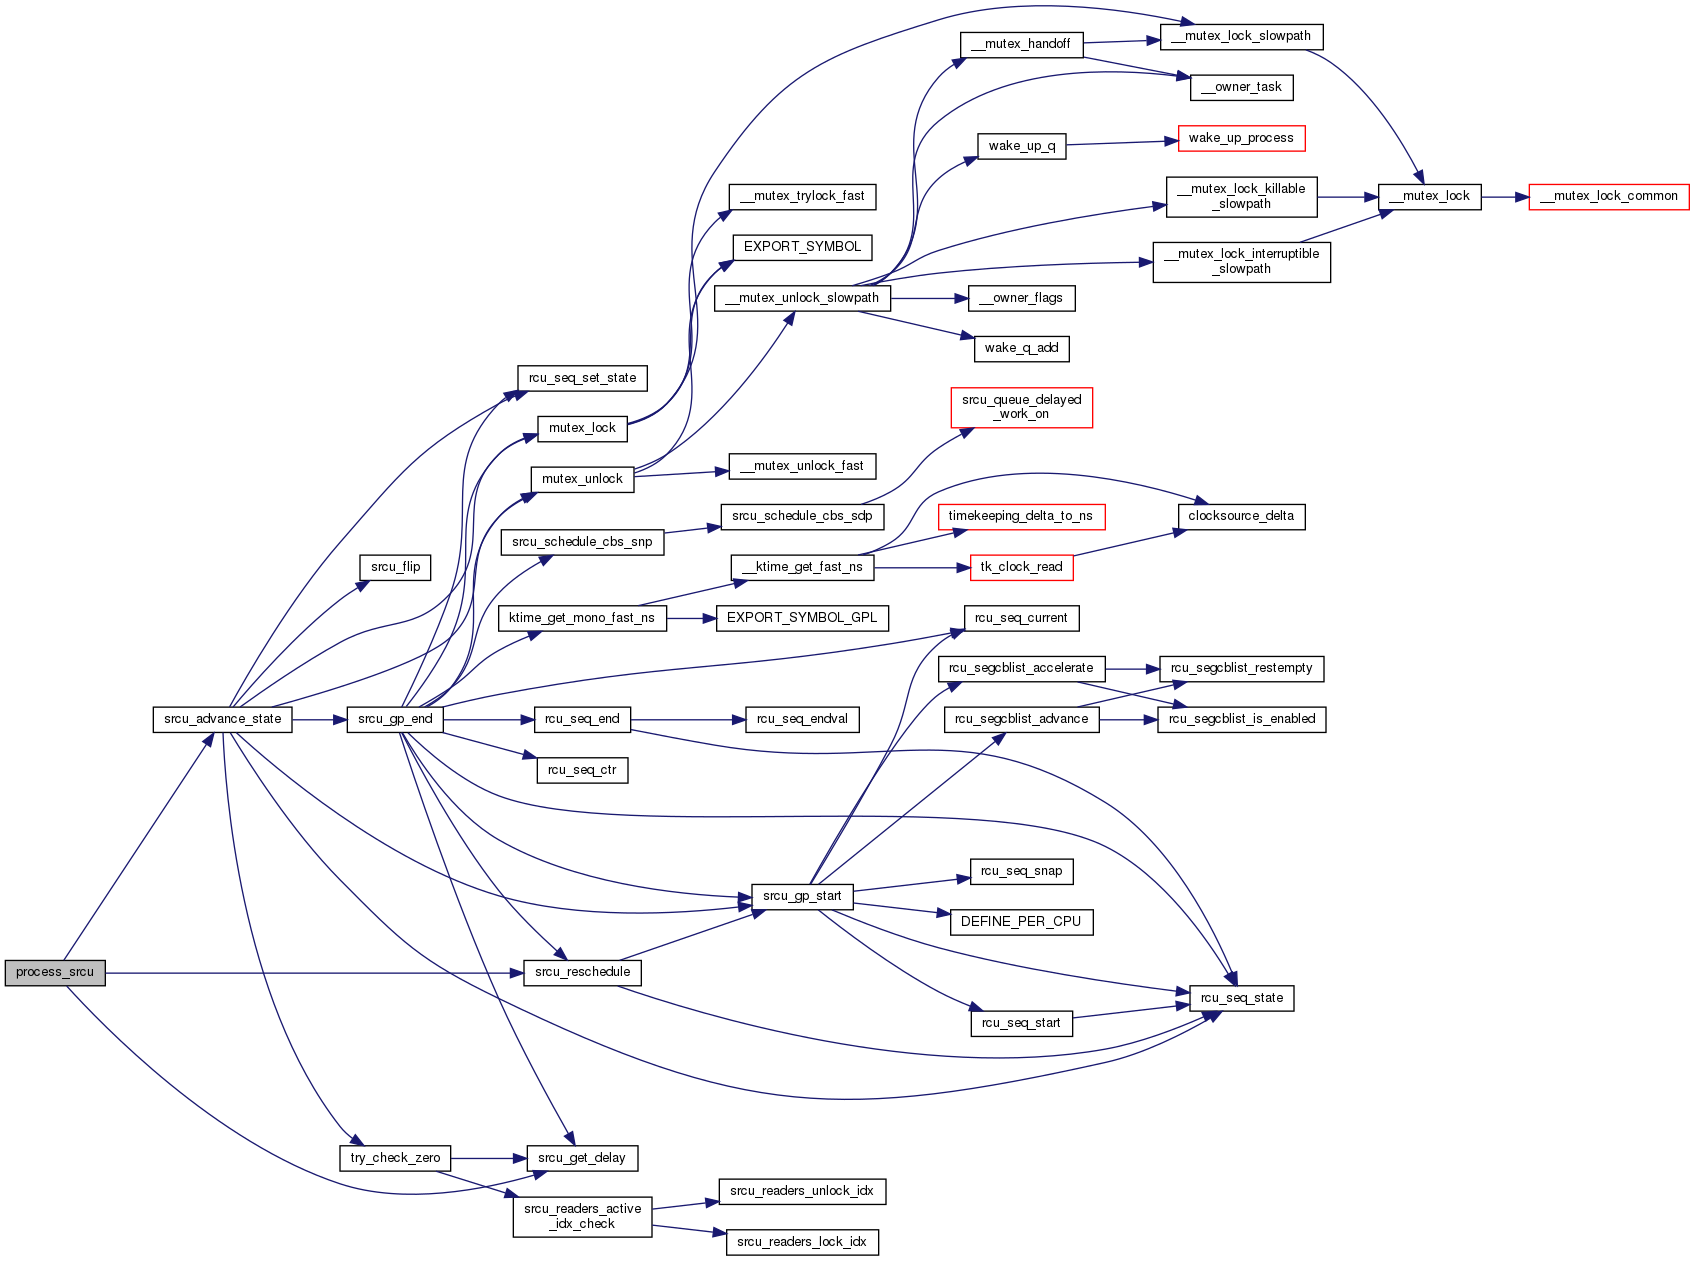 __mutex_lock_slowpath
__mutex_handoff
__owner_task
wake_up_process
wake_up_q
__mutex_lock_killable
_slowpath
__mutex_lock
__mutex_lock_common
__mutex_trylock_fast
EXPORT_SYMBOL
__mutex_lock_interruptible
_slowpath
__mutex_unlock_slowpath
__owner_flags
wake_q_add
rcu_seq_set_state
srcu_queue_delayed
_work_on
mutex_lock
__mutex_unlock_fast
mutex_unlock
srcu_schedule_cbs_sdp
timekeeping_delta_to_ns
clocksource_delta
srcu_schedule_cbs_snp
srcu_flip
__ktime_get_fast_ns
tk_clock_read
ktime_get_mono_fast_ns
EXPORT_SYMBOL_GPL
rcu_seq_current
rcu_segcblist_accelerate
rcu_segcblist_restempty
srcu_advance_state
srcu_gp_end
rcu_seq_end
rcu_seq_endval
rcu_segcblist_advance
rcu_segcblist_is_enabled
rcu_seq_ctr
rcu_seq_snap
srcu_gp_start
DEFINE_PER_CPU
process_srcu
srcu_reschedule
rcu_seq_state
rcu_seq_start
try_check_zero
srcu_get_delay
srcu_readers_unlock_idx
srcu_readers_active
_idx_check
srcu_readers_lock_idx